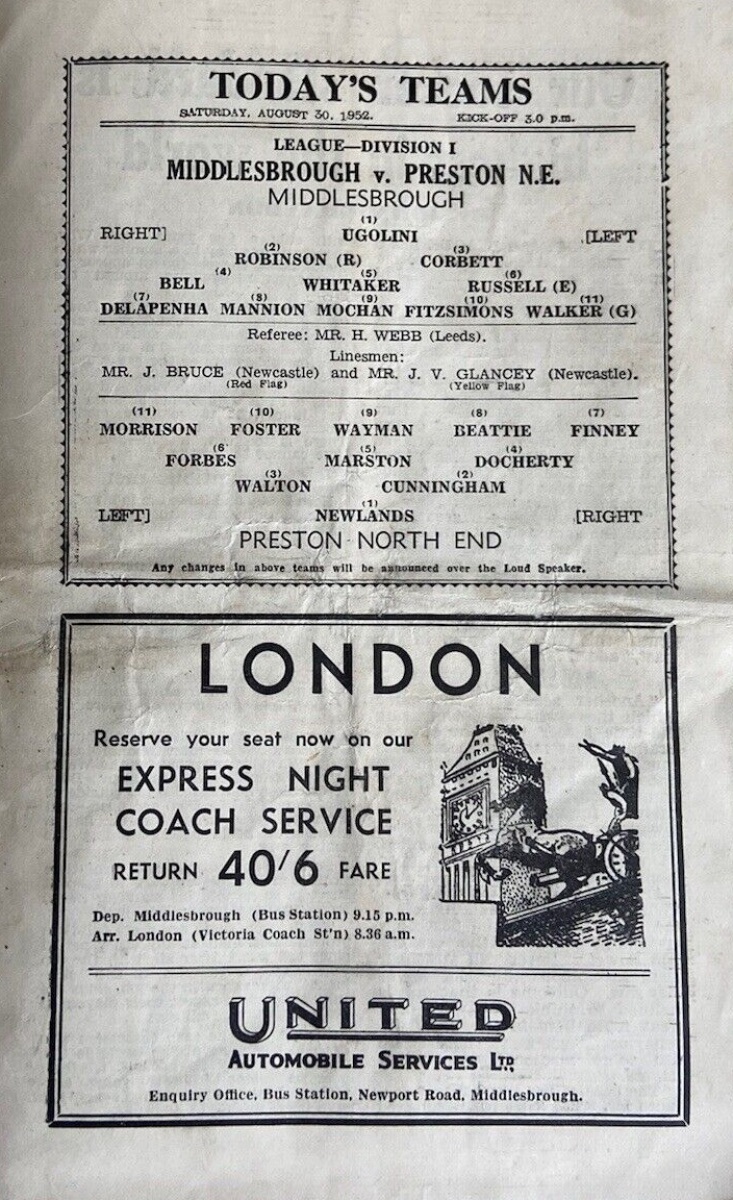 TODAY'S TEAMS
SATURDAY, AUGUST 30, 1952. KICK-OFF 3.0 p.m.
LEAGUE—DIVISION I
MIDDLESBROUGH v. PRESTON N.E.
MIDDLESBROUGH
(1)
RIGHT] UGOLINI [LEFT
(2) (3)
ROBINSON (R) CORBETT
(4) (5) (6)
BELL WHITAKER RUSSELL (E)
(7) (8) (9) (10) (11)
DELAPENHA MANNION MOCHAN FITZSIMONS WALKER (G)
Referee: MR. H. WEBB (Leeds).
Linesmen:
MR. J. BRUCE (Newcastle) and MR. J. V. GLANCEY (Newcastle).
(Red Flag) (Yellow Flag)
(11) (10) (9) (8) (7)
MORRISON FOSTER WAYMAN BEATTIE FINNEY
(6 (5) (4)
FORBES MARSTON DOCHERTY
(3) (2)
WALTON CUNNINGHAM
(1)
LEFT] NEWLANDS [RIGHT
PRESTON NORTH END
Any changes in above teams will be announced over the Loud Speaker.
LONDON
Reserve your seat now on our
EXPRESS NIGHT
COACH SERVICE
RETURN 40/6 FARE
Dep. Middlesbrough (Bus Station) 9.15 p.m.
Arr. London (Victoria Coach St'n) 8.36 a.m.
UNITED
AUTOMOBILE SERVICES LTD.
Enquiry Office, Bus Station, Newport Road, Middlesbrough.